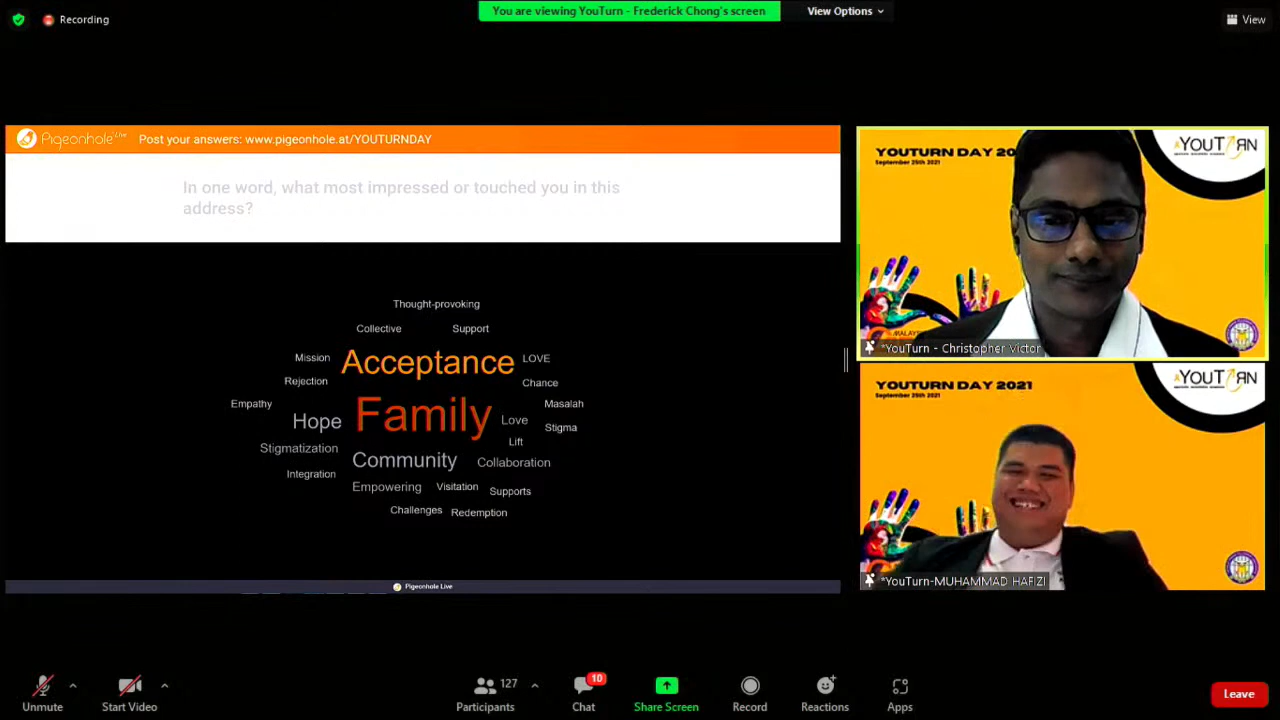 Recording
You are viewing YouTurn - Frederick Chong's screen
View Options
View
Pigeonhole Live
Post your answers: www.pigeonhole.at/YOUTURNDAY
In one word, what most impressed or touched you in this
address?
Thought-provoking
Collective
Support
Mission
Acceptance
LOVE
Rejection
Chance
Empathy
Hope
Family
Love
Masalah
Stigma
Lift
Stigmatization
Community
Collaboration
Integration
Empowering
Visitation
Supports
Challenges
Redemption
Pigeonhole Live
YOUTURN DAY 20
September 25th 2021
YOUTURN
*YouTurn - Christopher Victor
YOUTURN DAY 2021
September 25th 2021
YOUTURN
*YouTurn-MUHAMMAD HAFIZI
Unmute
Start Video
127
Participants
10
Chat
Share Screen
Record
Reactions
Apps
Leave